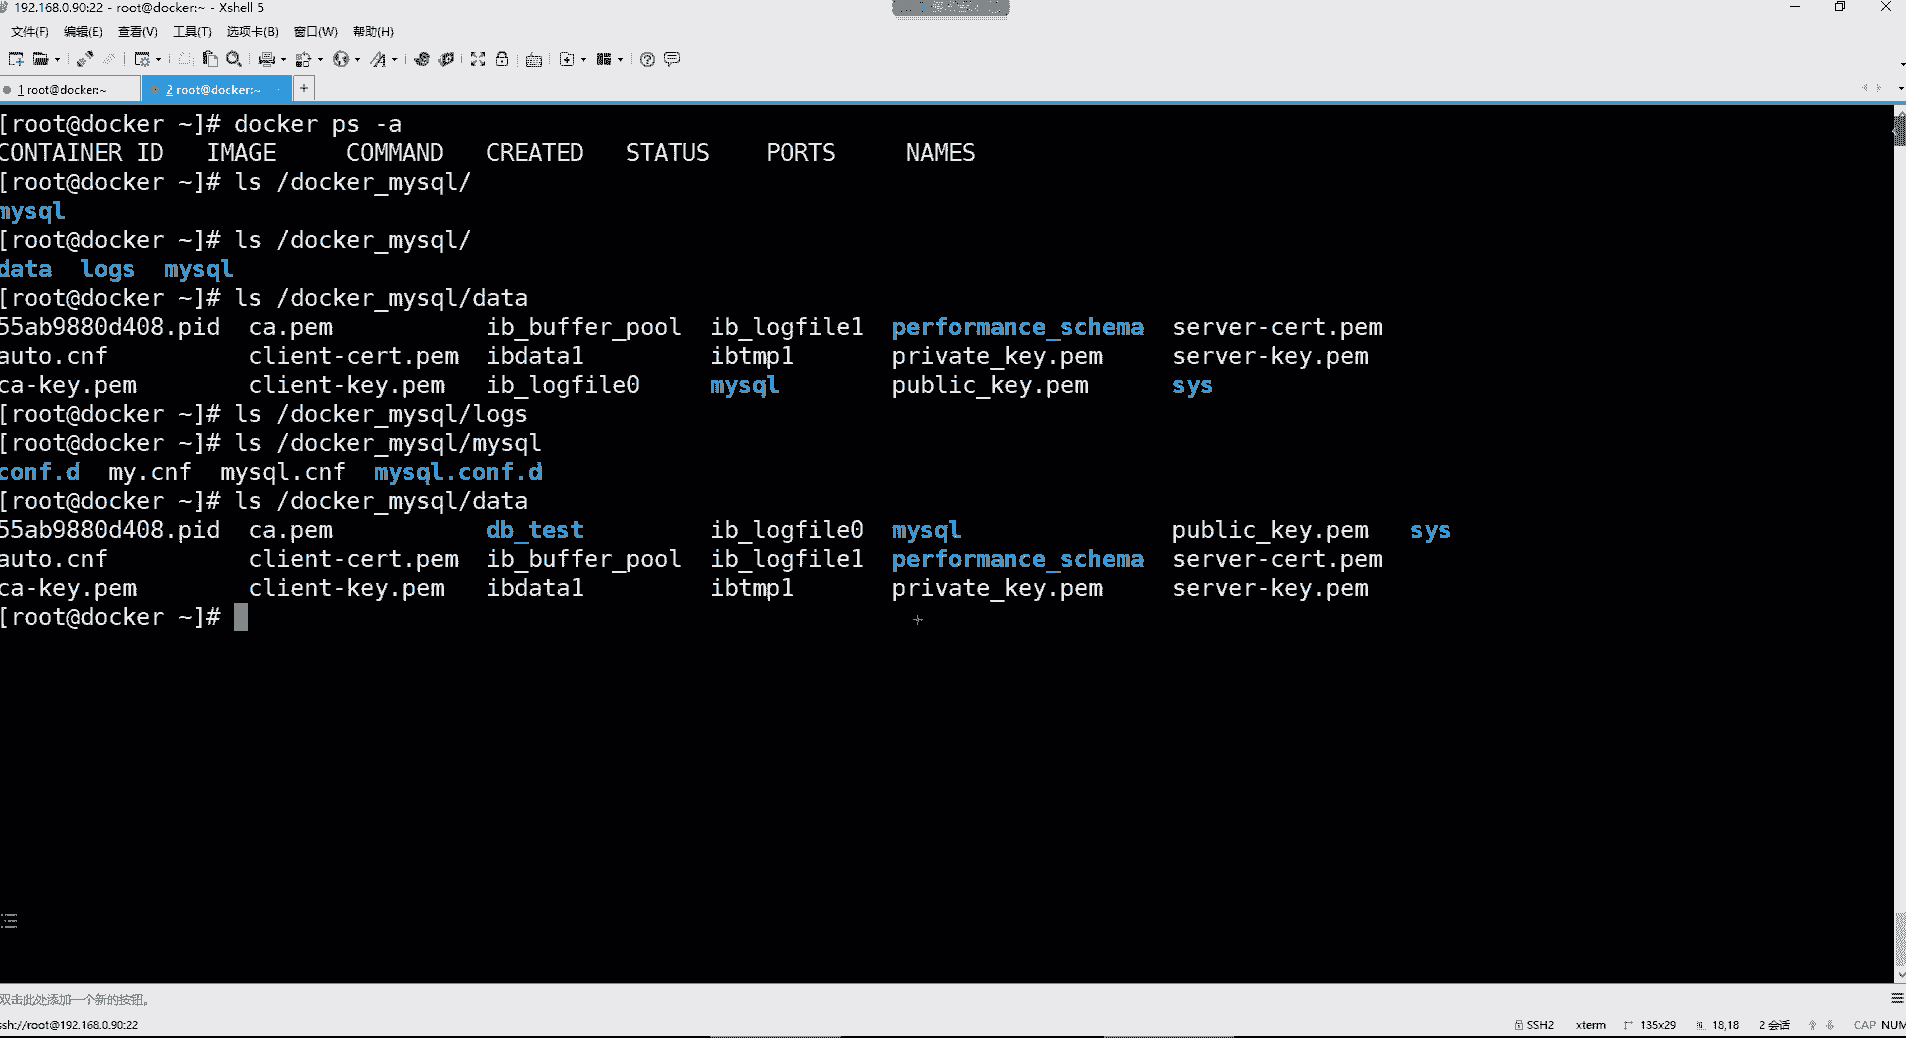 192.168.0.90:22 - root@docker:~ - Xshell 5
文件(F) 编辑(E) 查看(V) 工具(T) 选项卡(B) 窗口(W) 帮助(H)
1 root@docker:~ 2 root@docker:~ +
[root@docker ~]# docker ps -a
CONTAINER ID IMAGE COMMAND CREATED STATUS PORTS NAMES
[root@docker ~]# ls /docker_mysql/
mysql
[root@docker ~]# ls /docker_mysql/
data logs mysql
[root@docker ~]# ls /docker_mysql/data
55ab9880d408.pid ca.pem ib_buffer_pool ib_logfile1 performance_schema server-cert.pem
auto.cnf client-cert.pem ibdata1 ibtmp1 private_key.pem server-key.pem
ca-key.pem client-key.pem ib_logfile0 mysql public_key.pem sys
[root@docker ~]# ls /docker_mysql/logs
[root@docker ~]# ls /docker_mysql/mysql
conf.d my.cnf mysql.cnf mysql.conf.d
[root@docker ~]# ls /docker_mysql/data
55ab9880d408.pid ca.pem db_test ib_logfile0 mysql public_key.pem sys
auto.cnf client-cert.pem ib_buffer_pool ib_logfile1 performance_schema server-cert.pem
ca-key.pem client-key.pem ibdata1 ibtmp1 private_key.pem server-key.pem
[root@docker ~]#
双击此处添加一个新的按钮。
ssh://root@192.168.0.90:22 SSH2 xterm 135x29 18,18 2 会话 CAP NUM